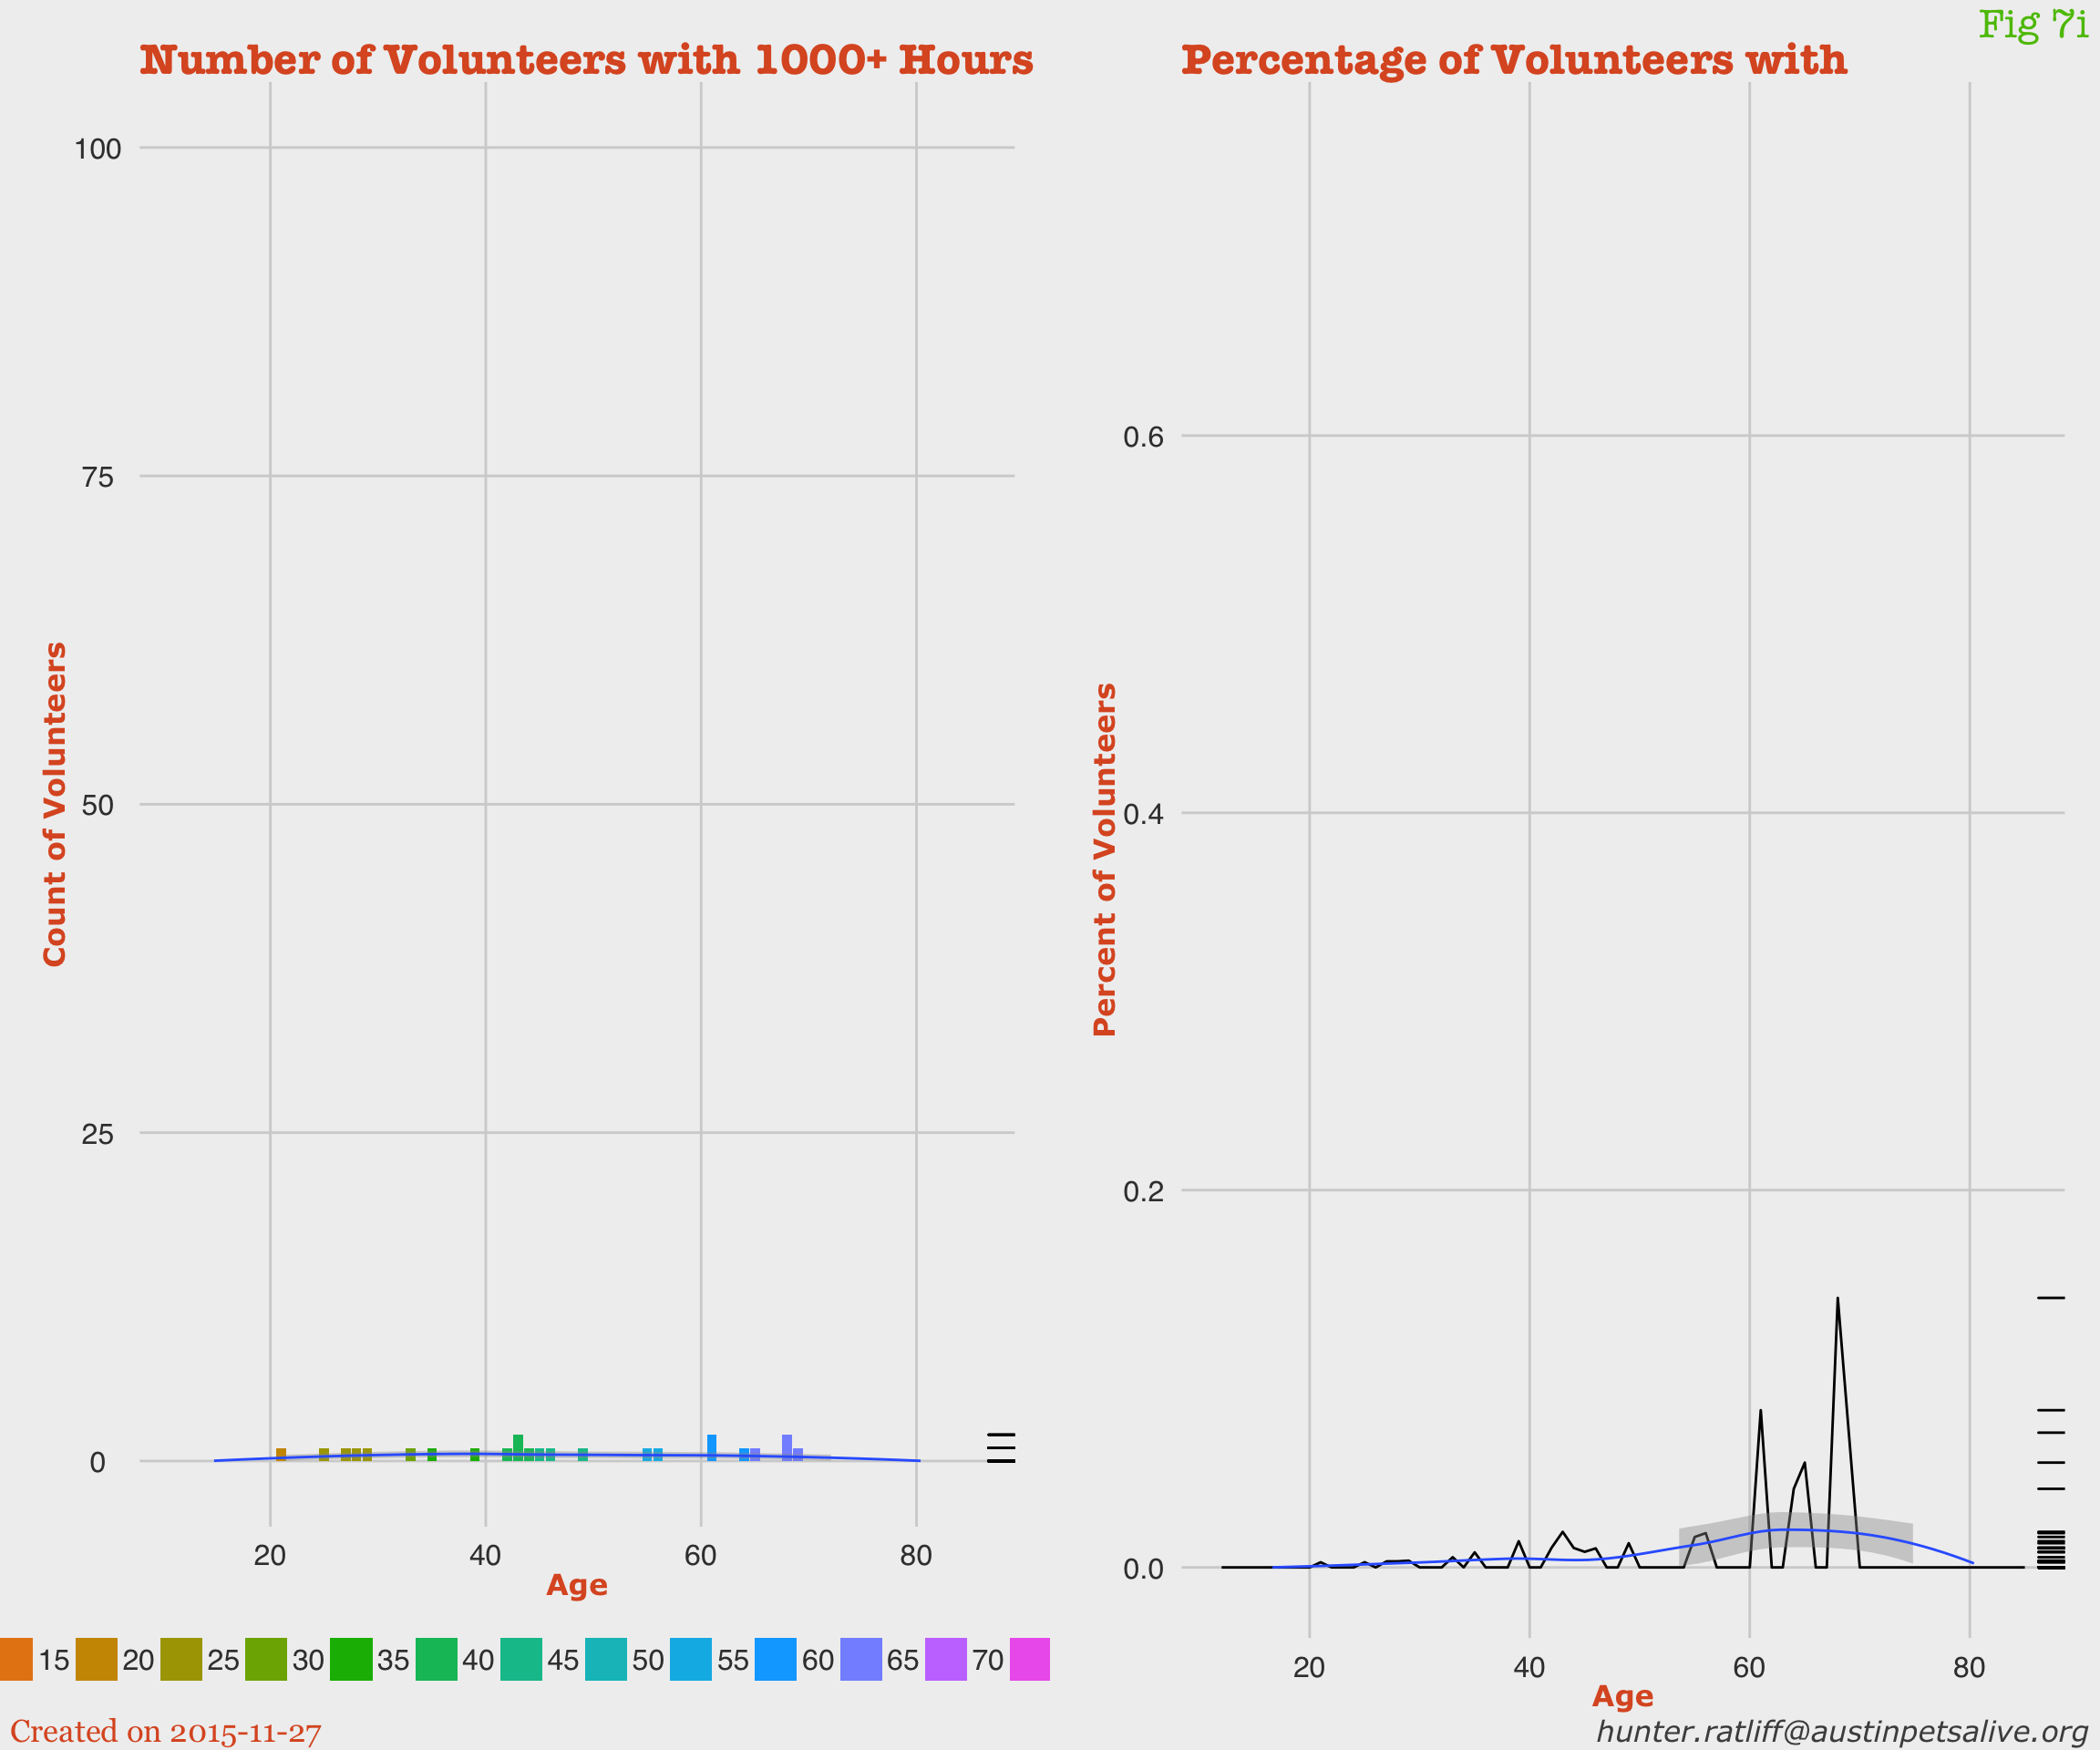 Fig 7i
Number of Volunteers with 1000+ Hours
Count of Volunteers
100
75
50
25
0
20 40 60 80
Age
15 20 25 30 35 40 45 50 55 60 65 70
Percentage of Volunteers with
Percent of Volunteers
0.6
0.4
0.2
0.0
20 40 60 80
Age
Created on 2015-11-27
hunter.ratliff@austinpetsalive.org